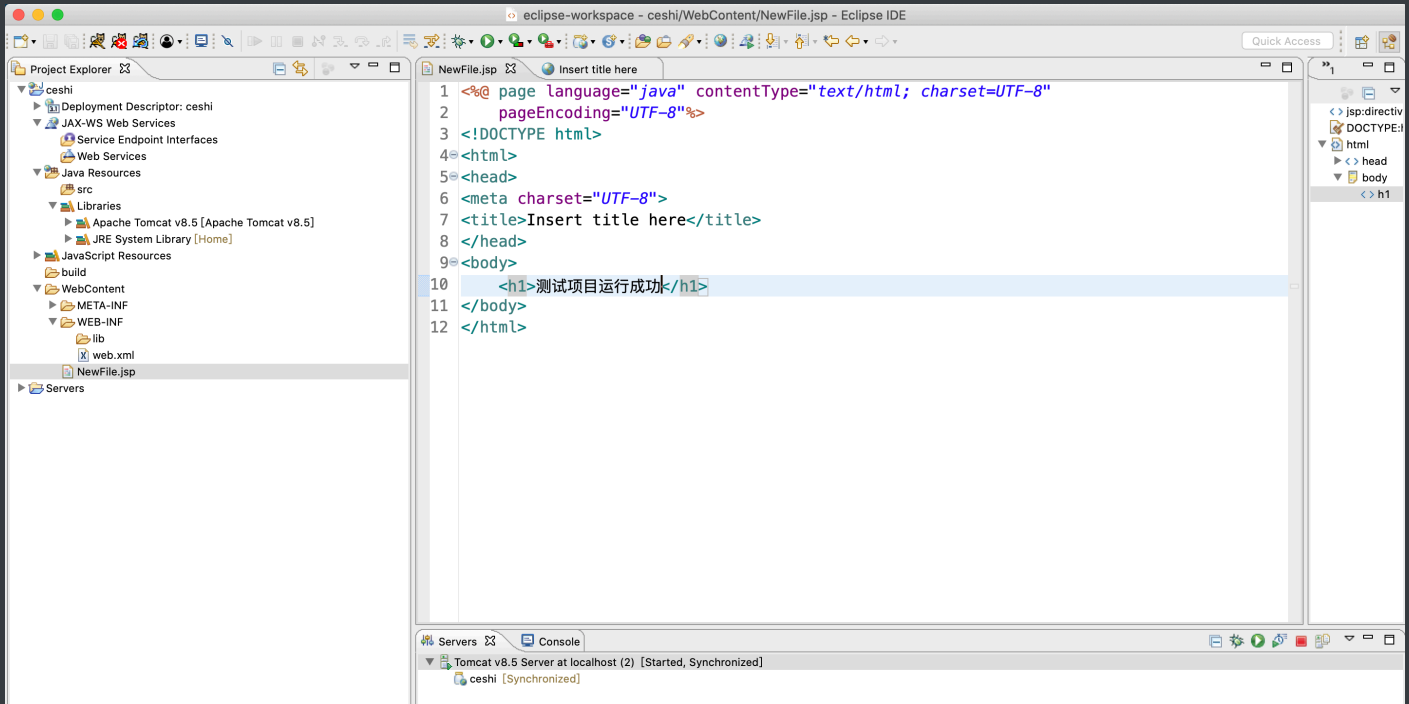 eclipse-workspace - ceshi/WebContent/NewFile.jsp - Eclipse IDE
Quick Access
Project Explorer
ceshi
Deployment Descriptor: ceshi
JAX-WS Web Services
Service Endpoint Interfaces
Web Services
Java Resources
src
Libraries
Apache Tomcat v8.5 [Apache Tomcat v8.5]
JRE System Library [Home]
JavaScript Resources
build
WebContent
META-INF
WEB-INF
lib
web.xml
NewFile.jsp
Servers
NewFile.jsp
Insert title here
1 <%@ page language="java" contentType="text/html; charset=UTF-8"
2 pageEncoding="UTF-8"%>
3 <!DOCTYPE html>
4 <html>
5 <head>
6 <meta charset="UTF-8">
7 <title>Insert title here</title>
8 </head>
9 <body>
10 <h1>测试项目运行成功</h1>
11 </body>
12 </html>
»1
jsp:directiv
DOCTYPE:h
html
head
body
h1
Servers
Console
Tomcat v8.5 Server at localhost (2) [Started, Synchronized]
ceshi [Synchronized]